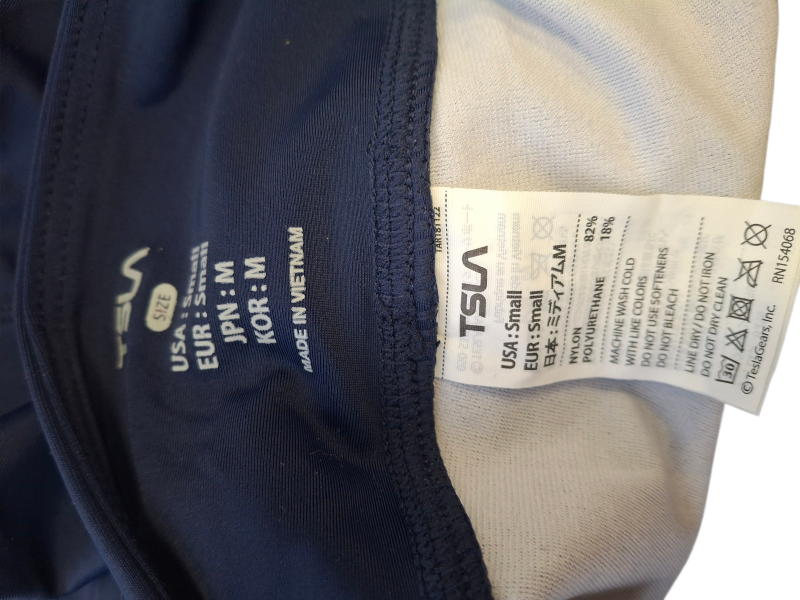 TSLA
SIZE
USA : Small
EUR : Small
JPN : M
KOR : M
MADE IN VIETNAM
TAR181122
TSLA
USA : Small
EUR : Small
日本 : ミディアムM
NYLON 82%
POLYURETHANE 18%
MACHINE WASH COLD
WITH LIKE COLORS
DO NOT USE SOFTENERS
DO NOT BLEACH
LINE DRY/ DO NOT IRON
DO NOT DRY CLEAN
30
© TeslaGears, Inc. RN154068